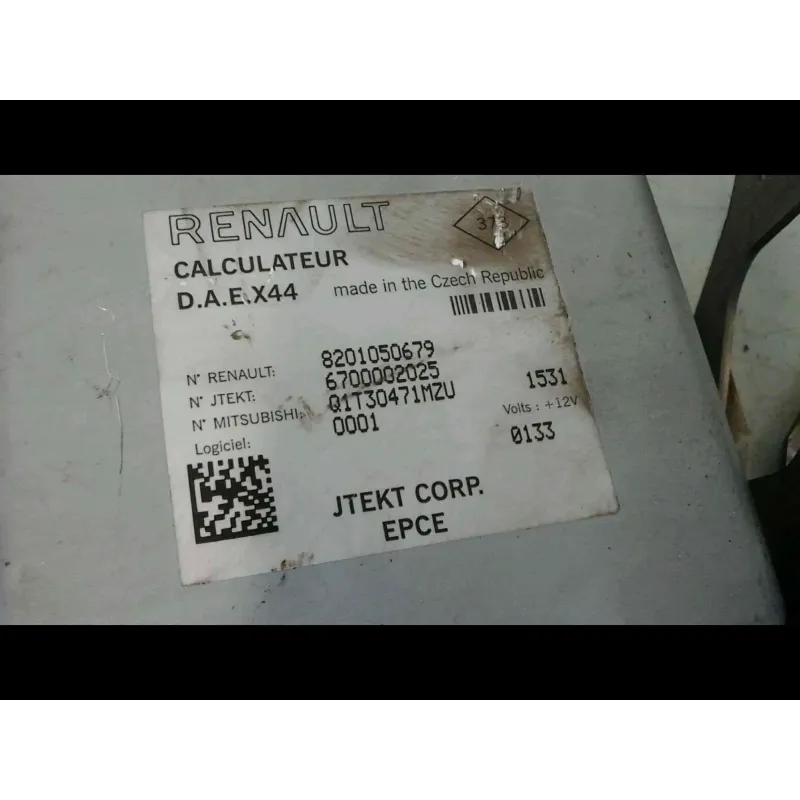 RENAULT
CALCULATEUR
D.A.E.X44
made in the Czech Republic
N° RENAULT: 8201050679
N° JTEKT: 6700002025 1531
N° MITSUBISHI: Q1T30471MZU Volts : +12V
Logiciel: 0001 0133
JTEKT CORP.
EPCE